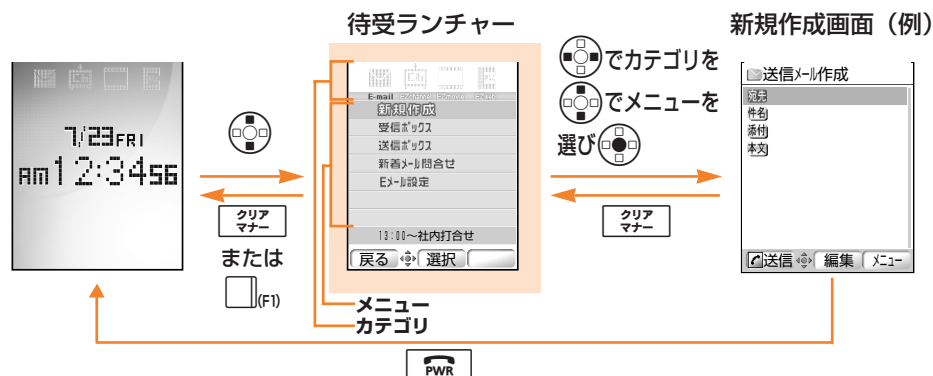 待受ランチャー
新規作成画面（例）
7/23FRI
AM12:3456
クリア
マナー
または
(F1)
E-mail
新規作成
受信ボックス
送信ボックス
新着メール問合せ
Eメール設定
13:00～社内打合せ
戻る 選択
メニュー
カテゴリ
でカテゴリを
でメニューを
選び
クリア
マナー
送信メール作成
宛先
件名
添付
本文
送信 編集 メニュー
PWR